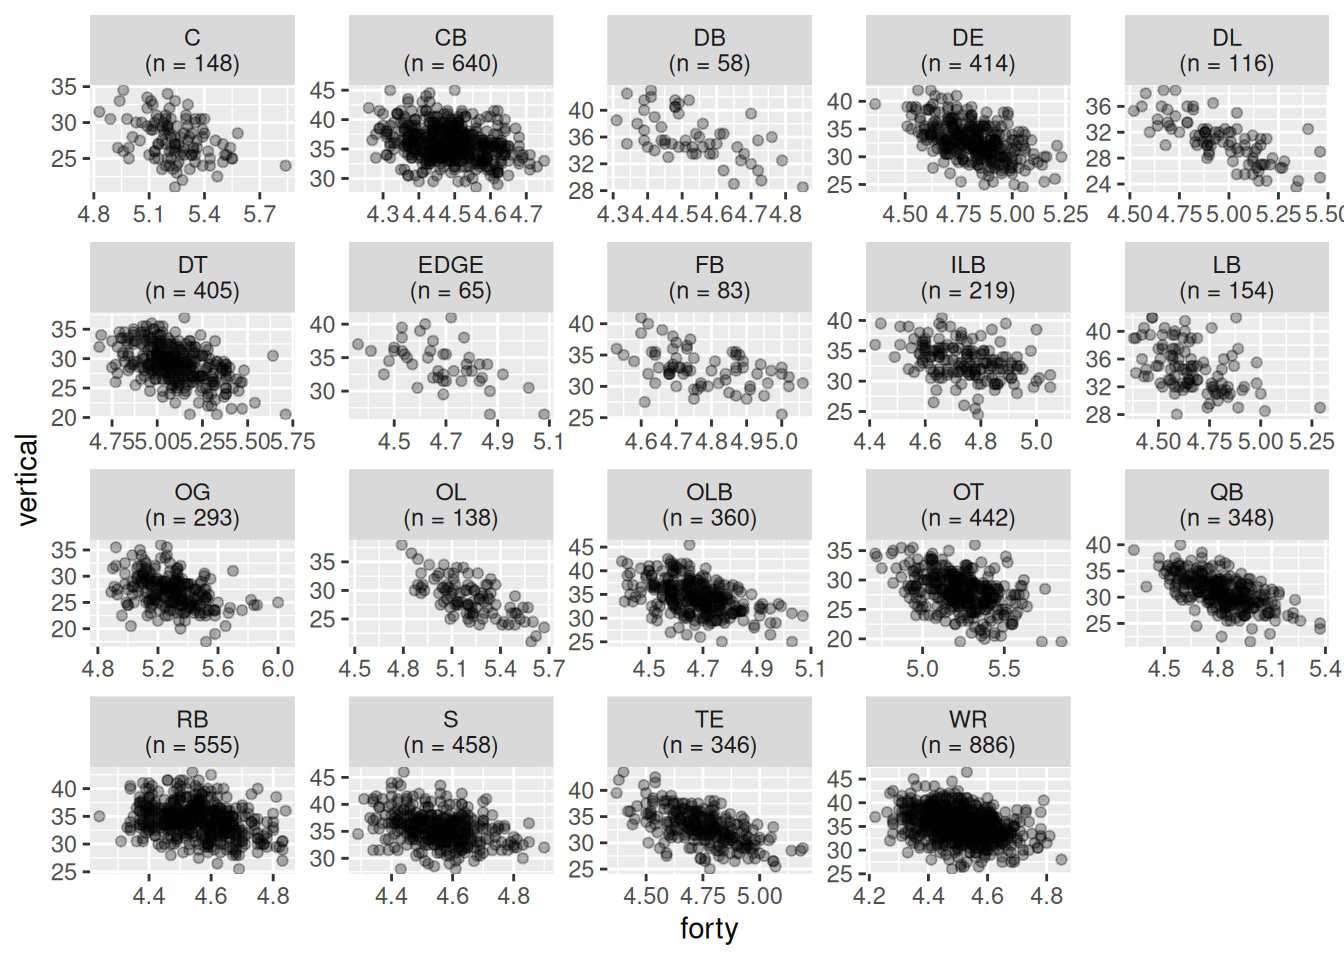 C
(n = 148)
CB
(n = 640)
DB
(n = 58)
DE
(n = 414)
DL
(n = 116)
35
30
25
45
40
35
30
40
36
32
28
40
35
30
25
36
32
28
24
4.8 5.1 5.4 5.7
4.3 4.4 4.5 4.6 4.7
4.3 4.4 4.5 4.6 4.7 4.8
4.50 4.75 5.00 5.25
4.50 4.75 5.00 5.25 5.50
DT
(n = 405)
EDGE
(n = 65)
FB
(n = 83)
ILB
(n = 219)
LB
(n = 154)
35
30
25
20
40
35
30
40
35
30
25
40
35
30
25
40
36
32
28
4.75 5.00 5.25 5.50 5.75
4.5 4.7 4.9 5.1
4.6 4.7 4.8 4.9 5.0
4.4 4.6 4.8 5.0
4.50 4.75 5.00 5.25
vertical
OG
(n = 293)
OL
(n = 138)
OLB
(n = 360)
OT
(n = 442)
QB
(n = 348)
35
30
25
20
35
30
25
45
40
35
30
25
35
30
25
20
40
35
30
25
4.8 5.2 5.6 6.0
4.5 4.8 5.1 5.4 5.7
4.5 4.7 4.9 5.1
5.0 5.5
4.5 4.8 5.1 5.4
RB
(n = 555)
S
(n = 458)
TE
(n = 346)
WR
(n = 886)
40
35
30
25
45
40
35
30
40
35
30
25
45
40
35
30
25
4.4 4.6 4.8
4.4 4.6 4.8
4.50 4.75 5.00
4.2 4.4 4.6 4.8
forty